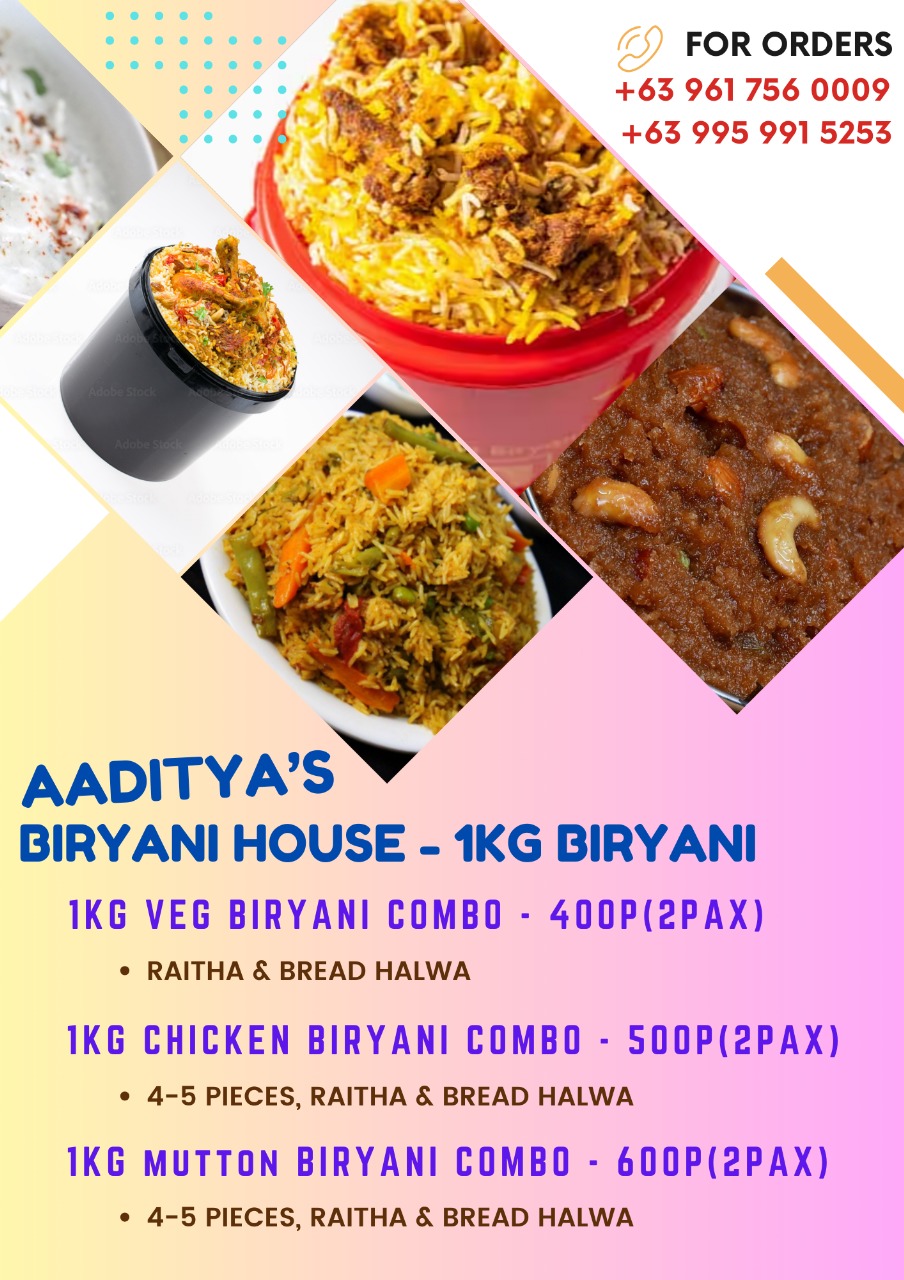 FOR ORDERS
+63 961 756 0009
+63 995 991 5253
Adobe Stock
AADITYA'S
BIRYANI HOUSE - 1KG BIRYANI
1KG VEG BIRYANI COMBO - 400P(2PAX)
• RAITHA & BREAD HALWA
1KG CHICKEN BIRYANI COMBO - 500P(2PAX)
• 4-5 PIECES, RAITHA & BREAD HALWA
1KG MUTTON BIRYANI COMBO - 600P(2PAX)
• 4-5 PIECES, RAITHA & BREAD HALWA